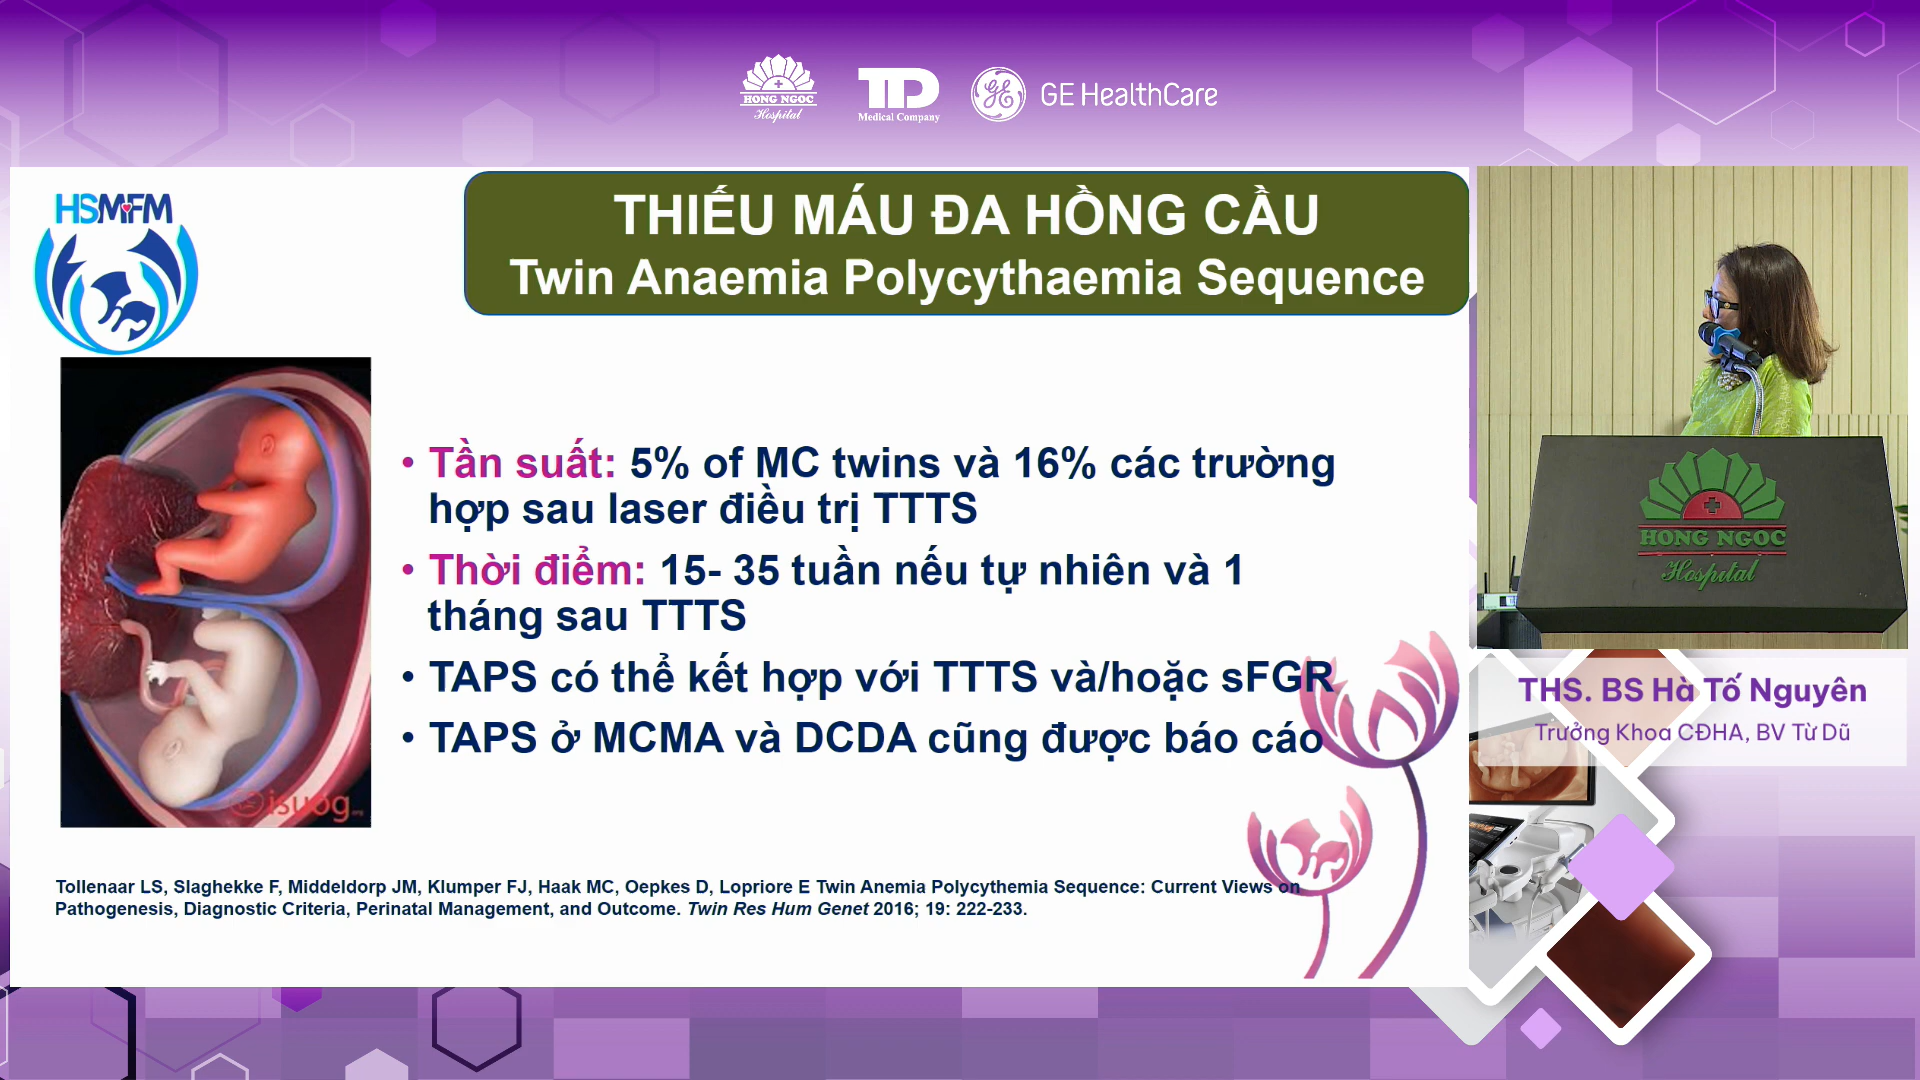 HONG NGOC
Hospital
TD
Medical Company
GE HealthCare
HSMFM
THIẾU MÁU ĐA HỒNG CẦU
Twin Anaemia Polycythaemia Sequence
• Tần suất: 5% of MC twins và 16% các trường
hợp sau laser điều trị TTTS
• Thời điểm: 15- 35 tuần nếu tự nhiên và 1
tháng sau TTTS
• TAPS có thể kết hợp với TTTS và/hoặc sFGR
• TAPS ở MCMA và DCDA cũng được báo cáo
isuog.org
Tollenaar LS, Slaghekke F, Middeldorp JM, Klumper FJ, Haak MC, Oepkes D, Lopriore E Twin Anemia Polycythemia Sequence: Current Views on
Pathogenesis, Diagnostic Criteria, Perinatal Management, and Outcome. Twin Res Hum Genet 2016; 19: 222-233.
HONG NGOC
Hospital
THS. BS Hà Tố Nguyên
Trưởng Khoa CĐHA, BV Từ Dũ